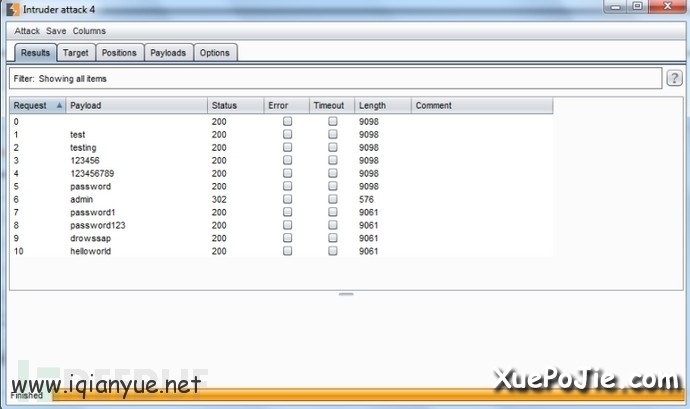 Intruder attack 4
Attack Save Columns
Results Target Positions Payloads Options
Filter: Showing all items
?
Request Payload Status Error Timeout Length Comment
0 200 9098
1 test 200 9098
2 testing 200 9098
3 123456 200 9098
4 123456789 200 9098
5 password 200 9098
6 admin 302 576
7 password1 200 9061
8 password123 200 9061
9 drowssap 200 9061
10 helloworld 200 9061
www.iqianyue.net
XuePoJie.com
Finished